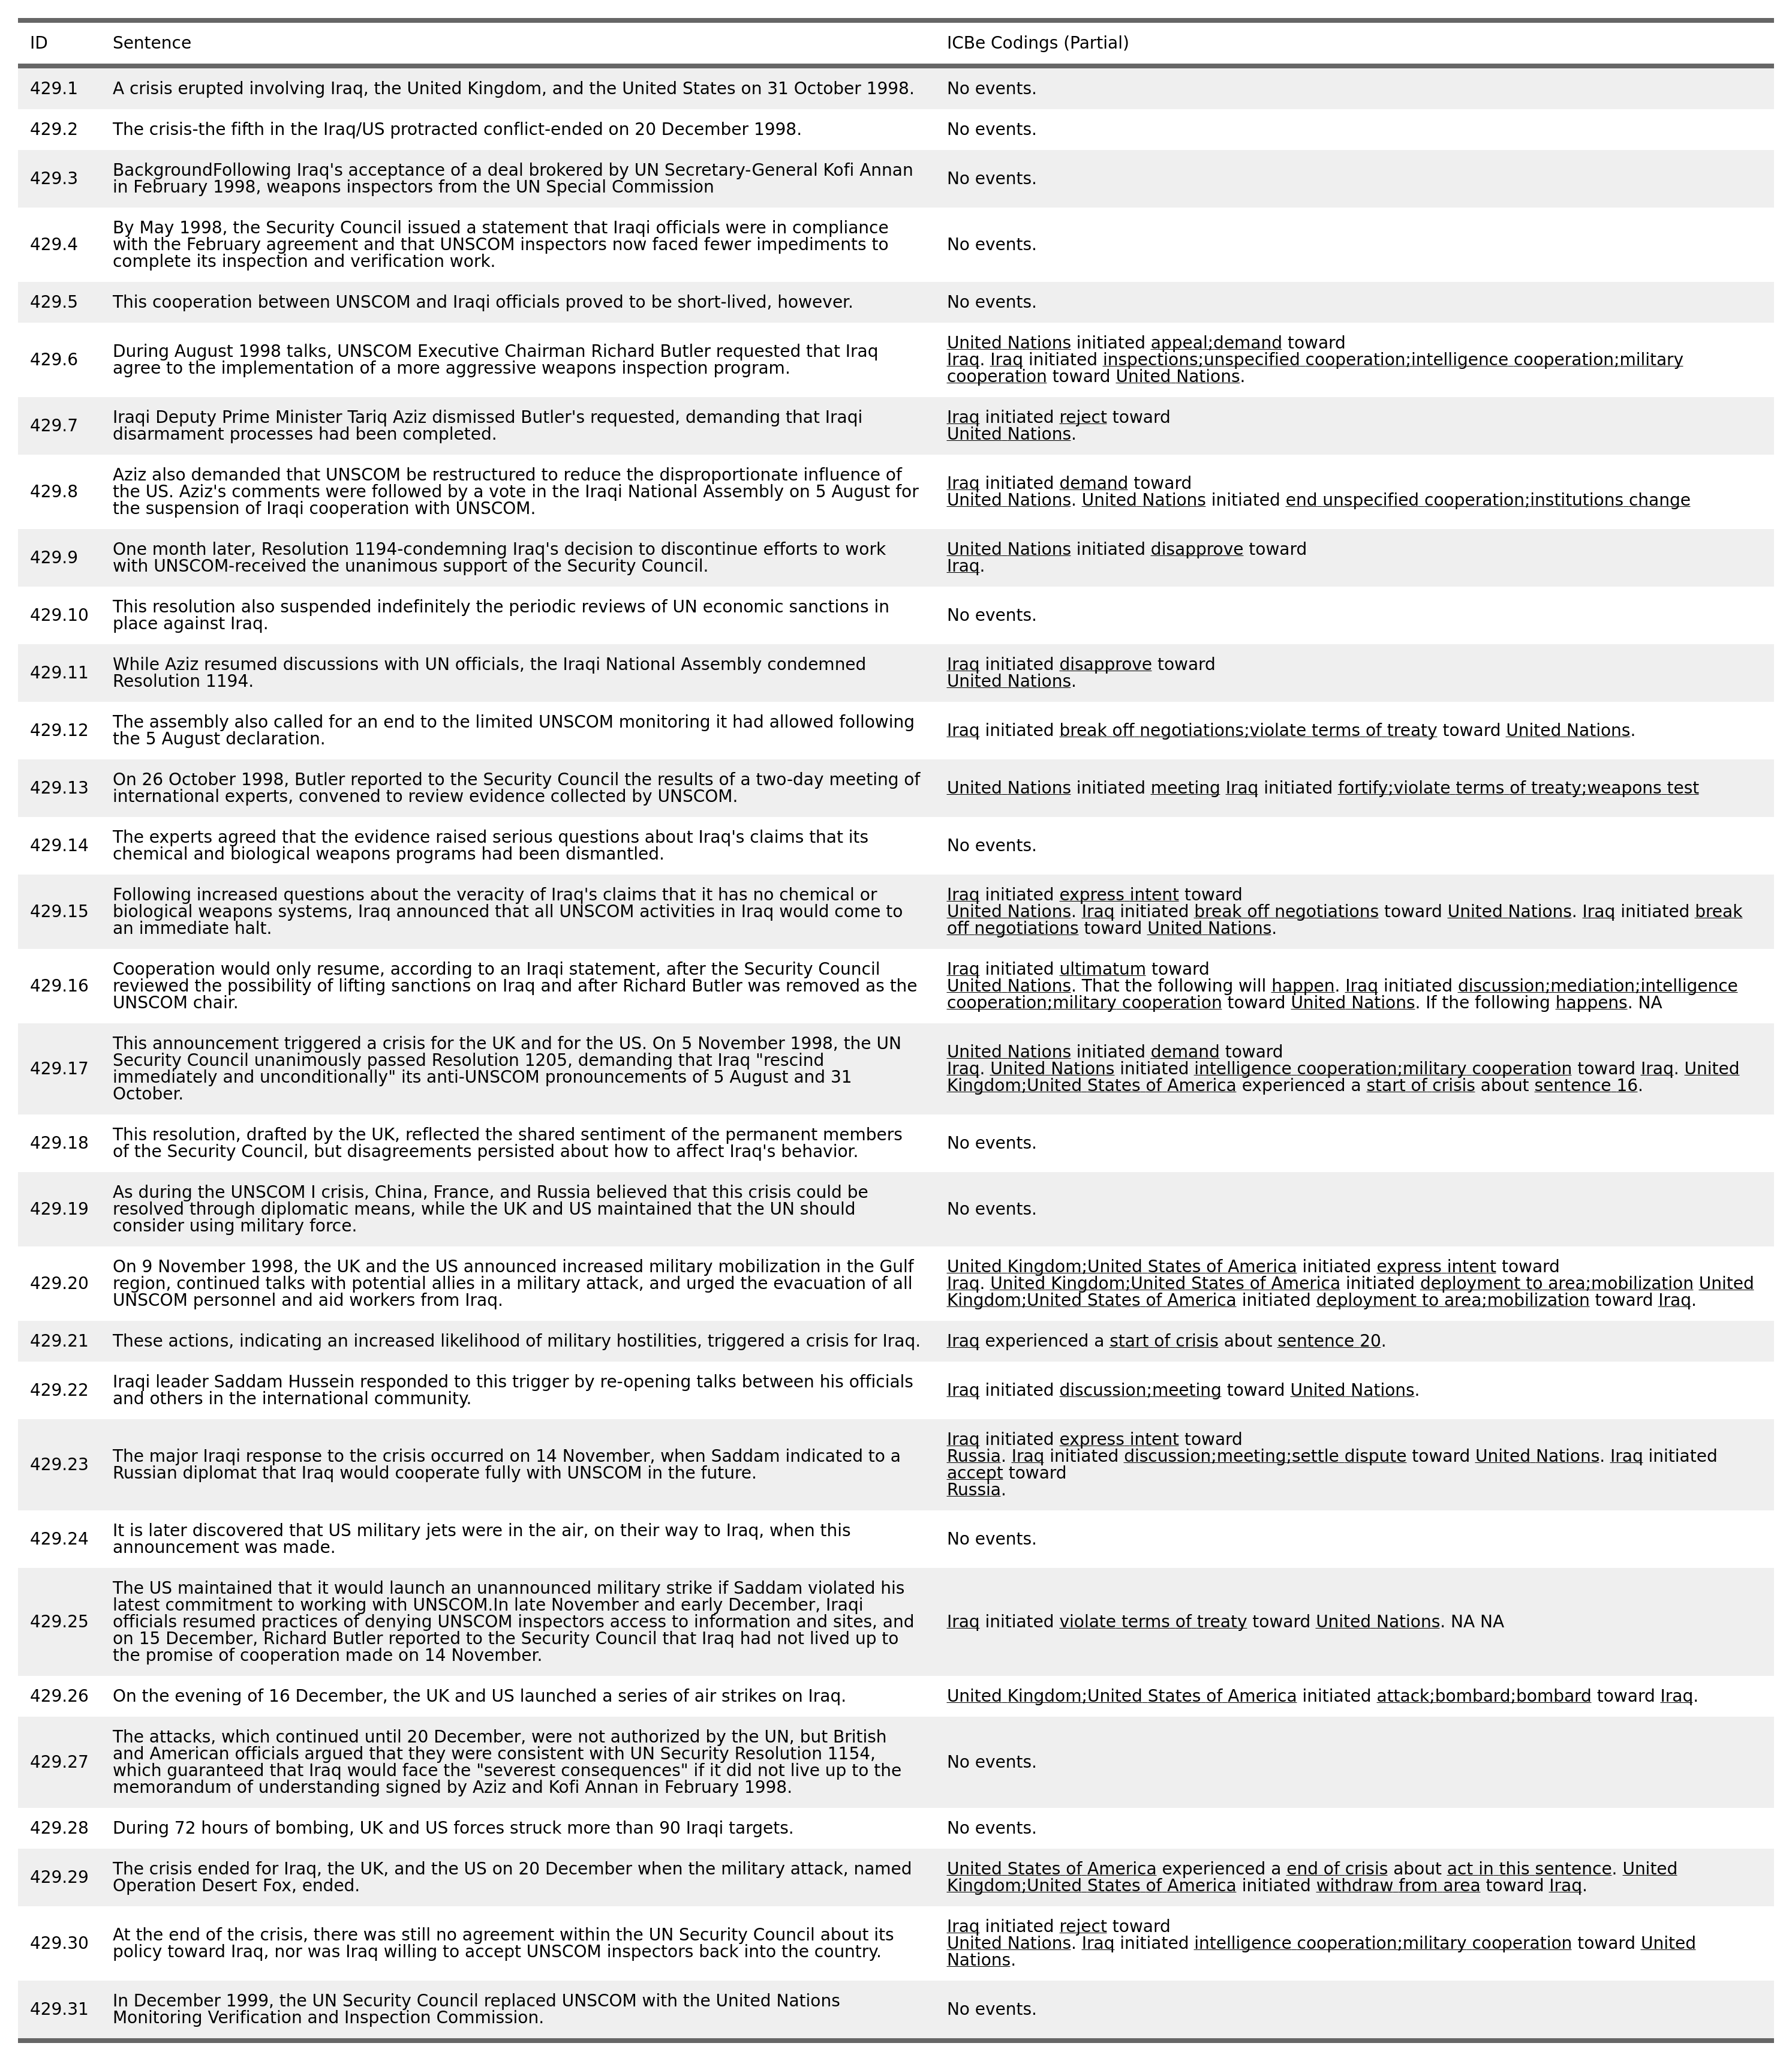 ID Sentence ICBe Codings (Partial)
429.1 A crisis erupted involving Iraq, the United Kingdom, and the United States on 31 October 1998. No events.
429.2 The crisis-the fifth in the Iraq/US protracted conflict-ended on 20 December 1998. No events.
429.3 BackgroundFollowing Iraq's acceptance of a deal brokered by UN Secretary-General Kofi Annan
in February 1998, weapons inspectors from the UN Special Commission
No events.
429.4 By May 1998, the Security Council issued a statement that Iraqi officials were in compliance
with the February agreement and that UNSCOM inspectors now faced fewer impediments to
complete its inspection and verification work.
No events.
429.5 This cooperation between UNSCOM and Iraqi officials proved to be short-lived, however. No events.
429.6 During August 1998 talks, UNSCOM Executive Chairman Richard Butler requested that Iraq
agree to the implementation of a more aggressive weapons inspection program.
United Nations initiated appeal;demand toward
Iraq. Iraq initiated inspections;unspecified cooperation;intelligence cooperation;military
cooperation toward United Nations.
429.7 Iraqi Deputy Prime Minister Tariq Aziz dismissed Butler's requested, demanding that Iraqi
disarmament processes had been completed.
Iraq initiated reject toward
United Nations.
429.8 Aziz also demanded that UNSCOM be restructured to reduce the disproportionate influence of
the US. Aziz's comments were followed by a vote in the Iraqi National Assembly on 5 August for
the suspension of Iraqi cooperation with UNSCOM.
Iraq initiated demand toward
United Nations. United Nations initiated end unspecified cooperation;institutions change
429.9 One month later, Resolution 1194-condemning Iraq's decision to discontinue efforts to work
with UNSCOM-received the unanimous support of the Security Council.
United Nations initiated disapprove toward
Iraq.
429.10 This resolution also suspended indefinitely the periodic reviews of UN economic sanctions in
place against Iraq.
No events.
429.11 While Aziz resumed discussions with UN officials, the Iraqi National Assembly condemned
Resolution 1194.
Iraq initiated disapprove toward
United Nations.
429.12 The assembly also called for an end to the limited UNSCOM monitoring it had allowed following
the 5 August declaration.
Iraq initiated break off negotiations;violate terms of treaty toward United Nations.
429.13 On 26 October 1998, Butler reported to the Security Council the results of a two-day meeting of
international experts, convened to review evidence collected by UNSCOM.
United Nations initiated meeting Iraq initiated fortify;violate terms of treaty;weapons test
429.14 The experts agreed that the evidence raised serious questions about Iraq's claims that its
chemical and biological weapons programs had been dismantled.
No events.
429.15 Following increased questions about the veracity of Iraq's claims that it has no chemical or
biological weapons systems, Iraq announced that all UNSCOM activities in Iraq would come to
an immediate halt.
Iraq initiated express intent toward
United Nations. Iraq initiated break off negotiations toward United Nations. Iraq initiated break
off negotiations toward United Nations.
429.16 Cooperation would only resume, according to an Iraqi statement, after the Security Council
reviewed the possibility of lifting sanctions on Iraq and after Richard Butler was removed as the
UNSCOM chair.
Iraq initiated ultimatum toward
United Nations. That the following will happen. Iraq initiated discussion;mediation;intelligence
cooperation;military cooperation toward United Nations. If the following happens. NA
429.17 This announcement triggered a crisis for the UK and for the US. On 5 November 1998, the UN
Security Council unanimously passed Resolution 1205, demanding that Iraq "rescind
immediately and unconditionally" its anti-UNSCOM pronouncements of 5 August and 31
October.
United Nations initiated demand toward
Iraq. United Nations initiated intelligence cooperation;military cooperation toward Iraq. United
Kingdom;United States of America experienced a start of crisis about sentence 16.
429.18 This resolution, drafted by the UK, reflected the shared sentiment of the permanent members
of the Security Council, but disagreements persisted about how to affect Iraq's behavior.
No events.
429.19 As during the UNSCOM I crisis, China, France, and Russia believed that this crisis could be
resolved through diplomatic means, while the UK and US maintained that the UN should
consider using military force.
No events.
429.20 On 9 November 1998, the UK and the US announced increased military mobilization in the Gulf
region, continued talks with potential allies in a military attack, and urged the evacuation of all
UNSCOM personnel and aid workers from Iraq.
United Kingdom;United States of America initiated express intent toward
Iraq. United Kingdom;United States of America initiated deployment to area;mobilization United
Kingdom;United States of America initiated deployment to area;mobilization toward Iraq.
429.21 These actions, indicating an increased likelihood of military hostilities, triggered a crisis for Iraq. Iraq experienced a start of crisis about sentence 20.
429.22 Iraqi leader Saddam Hussein responded to this trigger by re-opening talks between his officials
and others in the international community.
Iraq initiated discussion;meeting toward United Nations.
429.23 The major Iraqi response to the crisis occurred on 14 November, when Saddam indicated to a
Russian diplomat that Iraq would cooperate fully with UNSCOM in the future.
Iraq initiated express intent toward
Russia. Iraq initiated discussion;meeting;settle dispute toward United Nations. Iraq initiated
accept toward
Russia.
429.24 It is later discovered that US military jets were in the air, on their way to Iraq, when this
announcement was made.
No events.
429.25 The US maintained that it would launch an unannounced military strike if Saddam violated his
latest commitment to working with UNSCOM.In late November and early December, Iraqi
officials resumed practices of denying UNSCOM inspectors access to information and sites, and
on 15 December, Richard Butler reported to the Security Council that Iraq had not lived up to
the promise of cooperation made on 14 November.
Iraq initiated violate terms of treaty toward United Nations. NA NA
429.26 On the evening of 16 December, the UK and US launched a series of air strikes on Iraq. United Kingdom;United States of America initiated attack;bombard;bombard toward Iraq.
429.27 The attacks, which continued until 20 December, were not authorized by the UN, but British
and American officials argued that they were consistent with UN Security Resolution 1154,
which guaranteed that Iraq would face the "severest consequences" if it did not live up to the
memorandum of understanding signed by Aziz and Kofi Annan in February 1998.
No events.
429.28 During 72 hours of bombing, UK and US forces struck more than 90 Iraqi targets. No events.
429.29 The crisis ended for Iraq, the UK, and the US on 20 December when the military attack, named
Operation Desert Fox, ended.
United States of America experienced a end of crisis about act in this sentence. United
Kingdom;United States of America initiated withdraw from area toward Iraq.
429.30 At the end of the crisis, there was still no agreement within the UN Security Council about its
policy toward Iraq, nor was Iraq willing to accept UNSCOM inspectors back into the country.
Iraq initiated reject toward
United Nations. Iraq initiated intelligence cooperation;military cooperation toward United
Nations.
429.31 In December 1999, the UN Security Council replaced UNSCOM with the United Nations
Monitoring Verification and Inspection Commission.
No events.